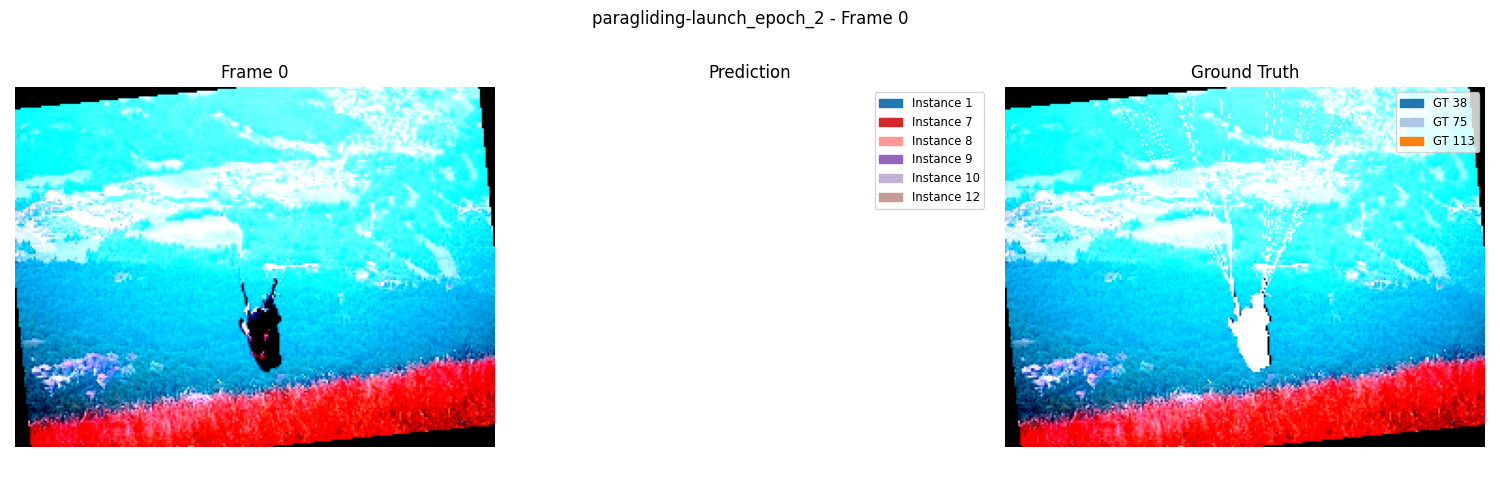 paragliding-launch_epoch_2 - Frame 0
Frame 0
Prediction
Ground Truth
Instance 1
Instance 7
Instance 8
Instance 9
Instance 10
Instance 12
GT 38
GT 75
GT 113